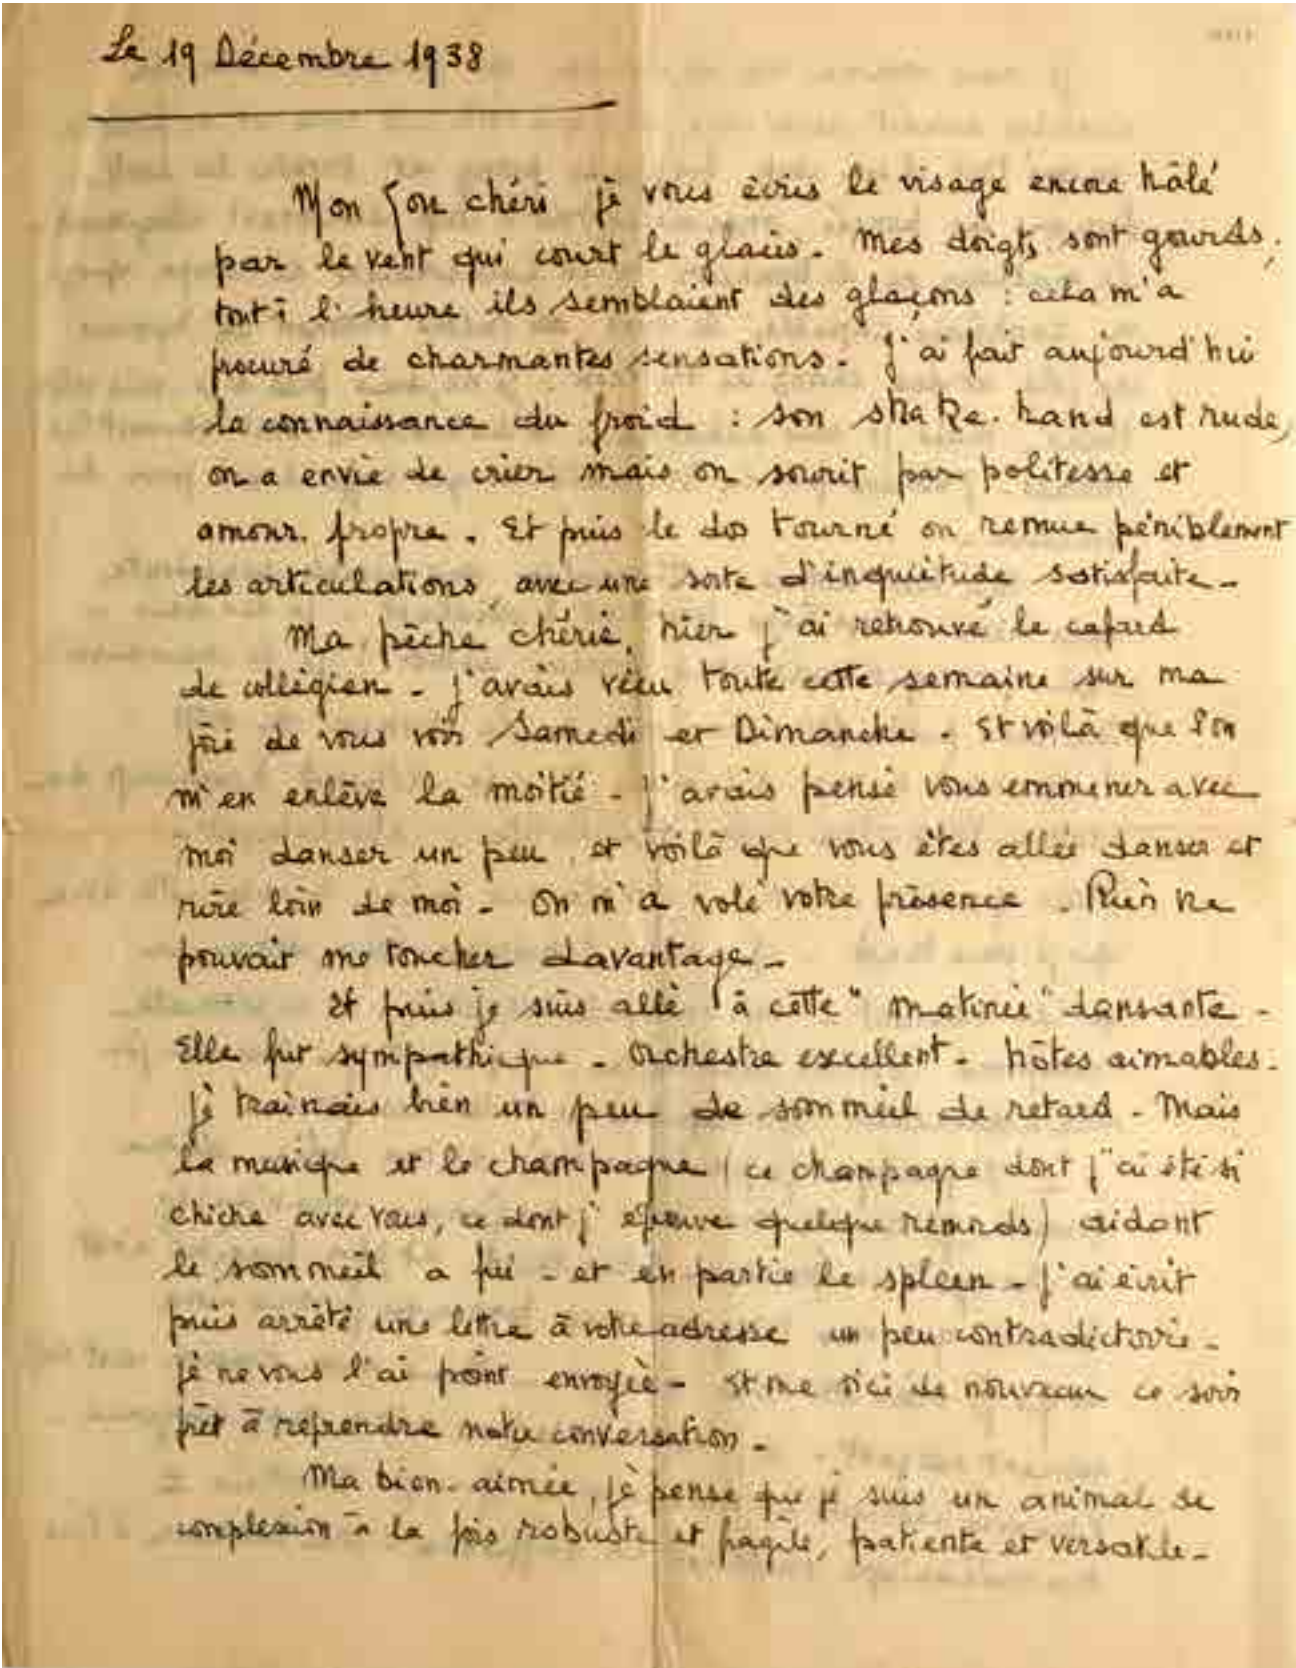 Le 19 Décembre 1938
Mon Zon chéri je vous écris le visage encore hâlé
par le vent qui court le glacis. Mes doigts sont gourds,
tout à l'heure ils semblaient des glaçons : cela m'a
procuré de charmantes sensations. J'ai fait aujourd'hui
la connaissance du froid : son shake-hand est rude,
on a envie de crier mais on sourit par politesse et
amour-propre. Et puis le dos tourné on remue péniblement
les articulations, avec une sorte d'inquiétude satisfaite.
Ma pêche chérie, hier j'ai retrouvé le cafard
de collégien. J'avais vécu toute cette semaine sur ma
joie de vous voir Samedi et Dimanche. Et voilà que l'on
m'en enlève la moitié. J'avais pensé vous emmener avec
moi danser un peu, et voilà que vous êtes allée danser et
rire loin de moi. On m'a volé votre présence. Rien ne
pouvait me toucher davantage.
Et puis je suis allé à cette "matinée" dansante.
Elle fut sympathique. Orchestre excellent. Hôtes aimables.
Je trainais bien un peu de sommeil de retard. Mais
la musique et le champagne (ce champagne dont j'ai été si
chiche avec vous, ce dont j'éprouve quelque remords) aidant
le sommeil a fui - et en partie le spleen. J'ai écrit
puis arrêté une lettre à votre adresse un peu contradictoire.
Je ne vous l'ai point envoyée. Et me voici de nouveau ce soir
prêt à reprendre notre conversation.
Ma bien-aimée, je pense que je suis un animal de
complexion à la fois robuste et fragile, patiente et versatile.